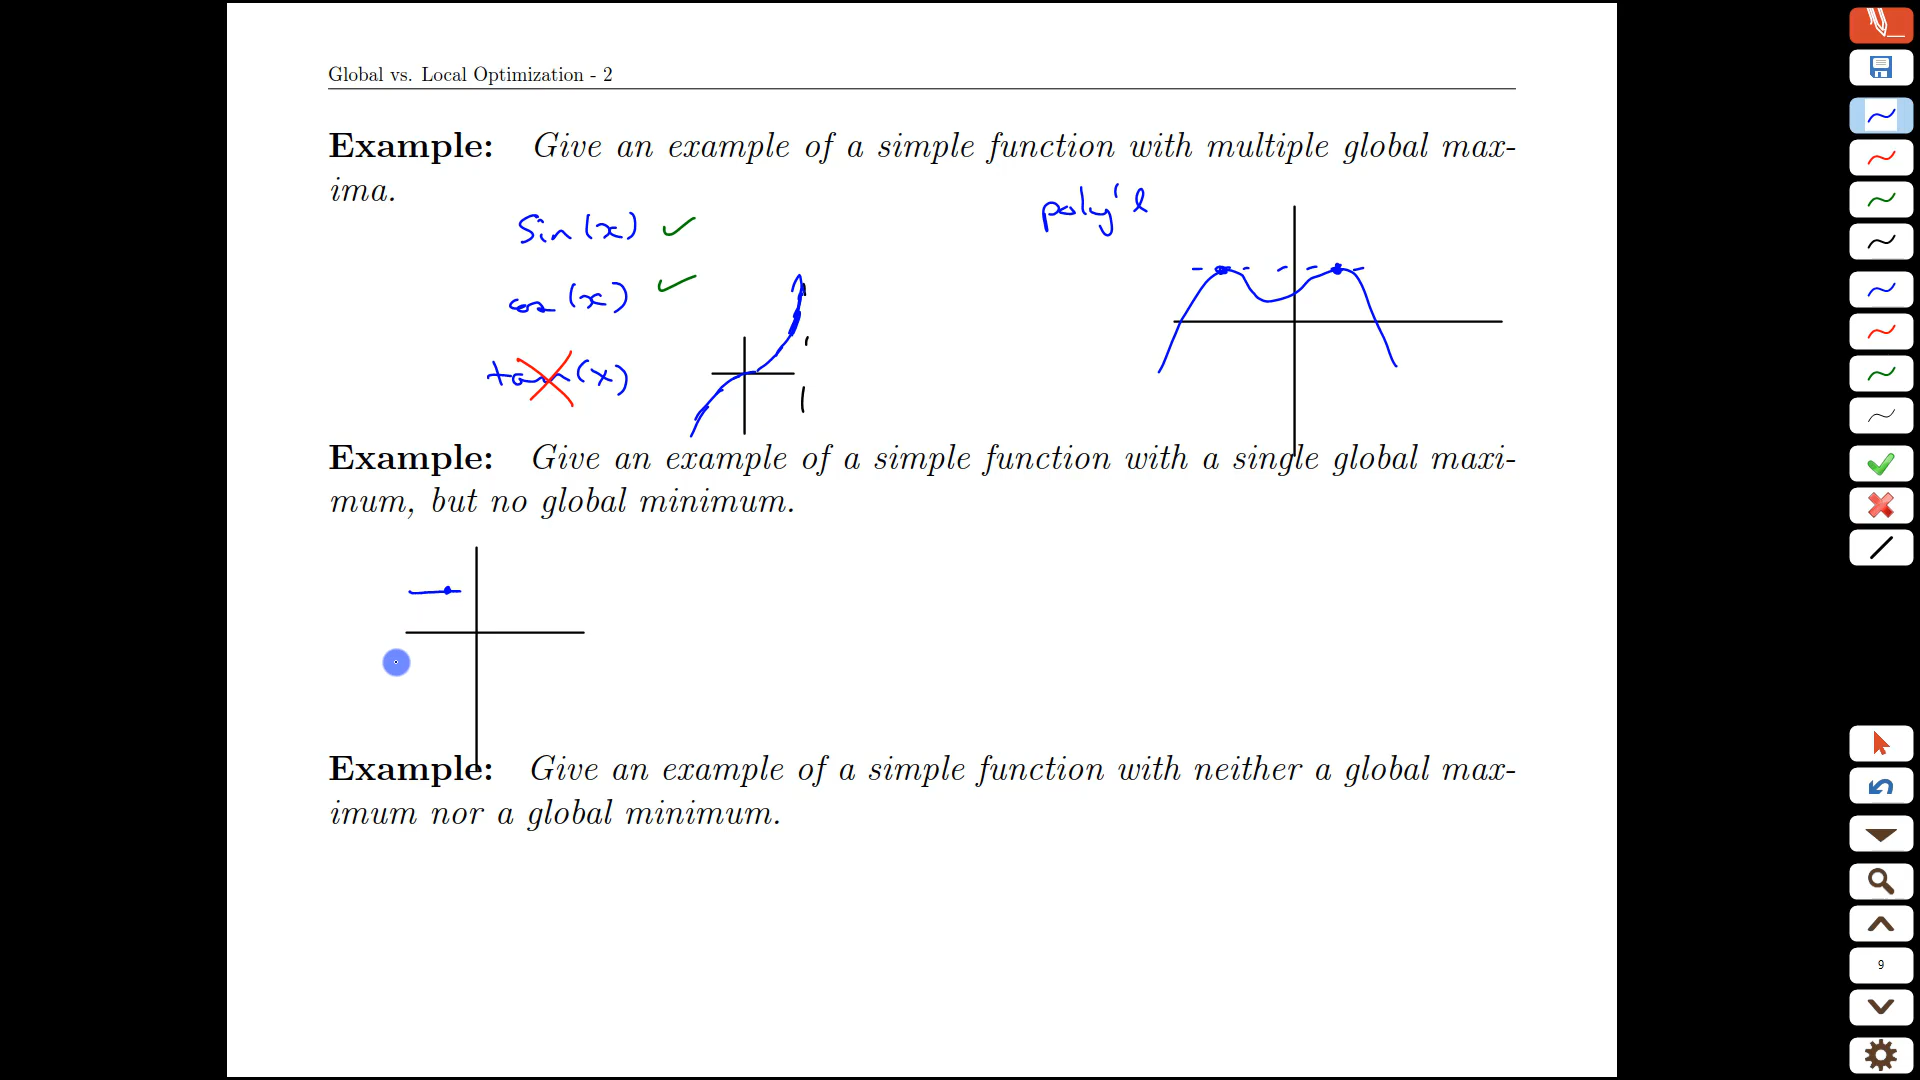 Global vs. Local Optimization - 2
Example: Give an example of a simple function with multiple global max-
ima.
sin(x) ✓
poly'l
cos(x) ✓
tan(x)
Example: Give an example of a simple function with a single global maxi-
mum, but no global minimum.
Example: Give an example of a simple function with neither a global max-
imum nor a global minimum.
9